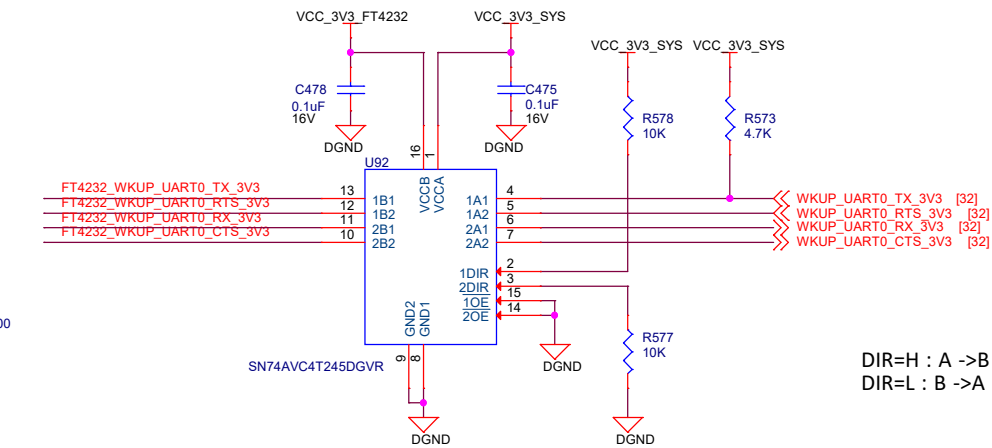 VCC_3V3_FT4232
VCC_3V3_SYS
VCC_3V3_SYS
VCC_3V3_SYS
C478
0.1uF
16V
C475
0.1uF
16V
R578
10K
R573
4.7K
DGND
DGND
U92
16
1
VCCB
VCCA
FT4232_WKUP_UART0_TX_3V3
13
1B1
1A1
4
WKUP_UART0_TX_3V3 [32]
FT4232_WKUP_UART0_RTS_3V3
12
1B2
1A2
5
WKUP_UART0_RTS_3V3 [32]
FT4232_WKUP_UART0_RX_3V3
11
2B1
2A1
6
WKUP_UART0_RX_3V3 [32]
FT4232_WKUP_UART0_CTS_3V3
10
2B2
2A2
7
WKUP_UART0_CTS_3V3 [32]
1DIR
2
2DIR
3
1OE
15
2OE
14
GND2
GND1
9
8
00
SN74AVC4T245DGVR
DGND
R577
10K
DIR=H : A ->B
DIR=L : B ->A
DGND
DGND